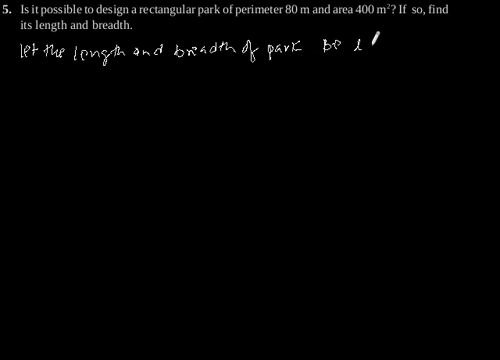 5. Is it possible to design a rectangular park of perimeter 80 m and area 400 m²? If so, find
its length and breadth.
let the length and breadth of park Be l